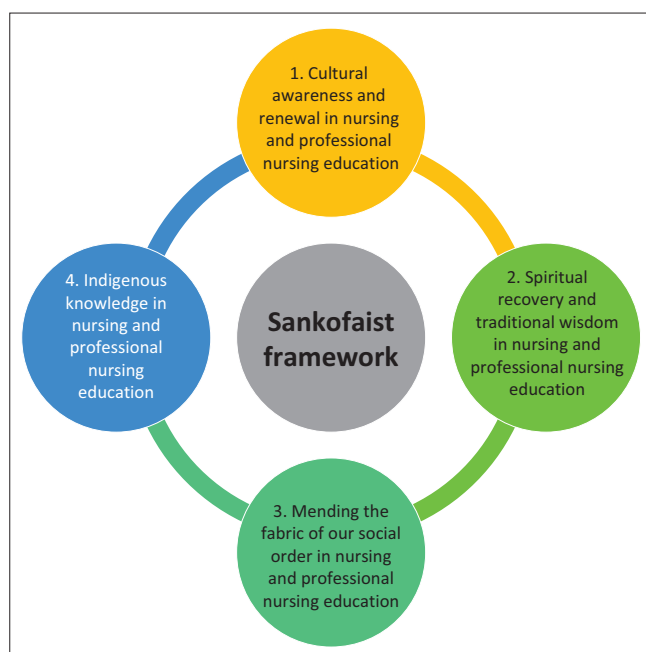 1. Cultural
awareness and
renewal in nursing
and professional
nursing education
2. Spiritual
recovery and
traditional wisdom
in nursing and
professional nursing
education
3. Mending the
fabric of our social
order in nursing
and professional
nursing education
4. Indigenous
knowledge in
nursing and
professional
nursing
education
Sankofaist
framework